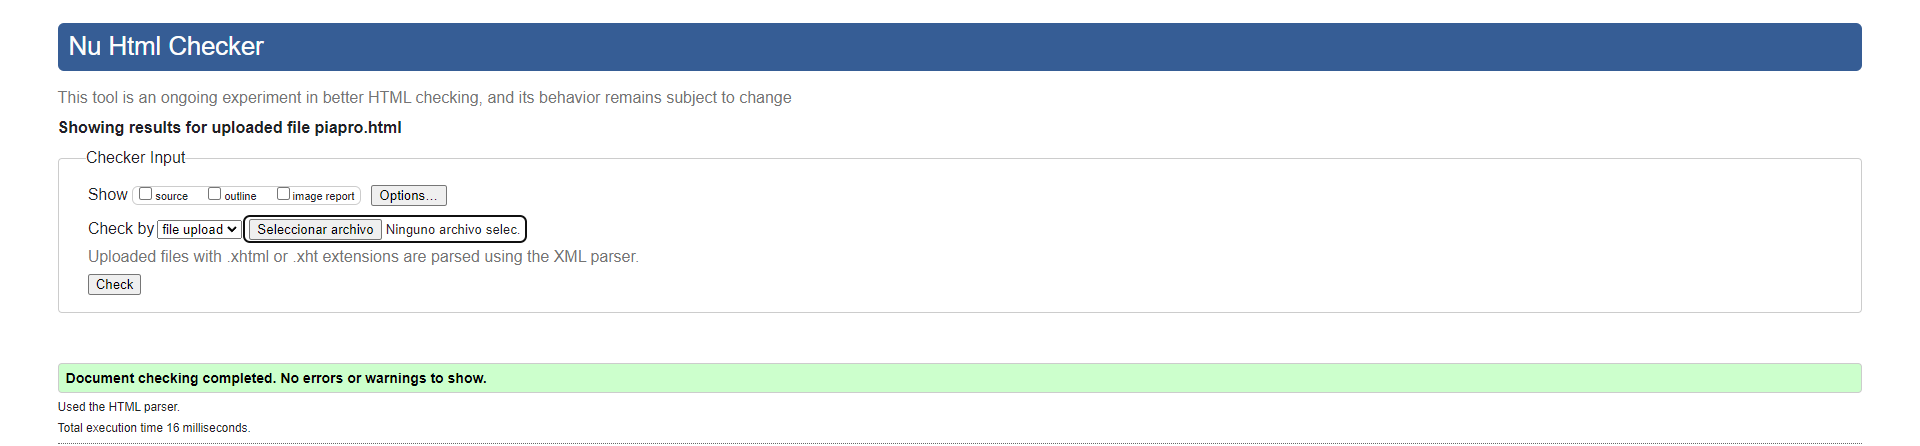 Nu Html Checker
This tool is an ongoing experiment in better HTML checking, and its behavior remains subject to change
Showing results for uploaded file piapro.html
Checker Input
Show source outline image report Options...
Check by file upload Seleccionar archivo Ninguno archivo selec.
Uploaded files with .xhtml or .xht extensions are parsed using the XML parser.
Check
Document checking completed. No errors or warnings to show.
Used the HTML parser.
Total execution time 16 milliseconds.